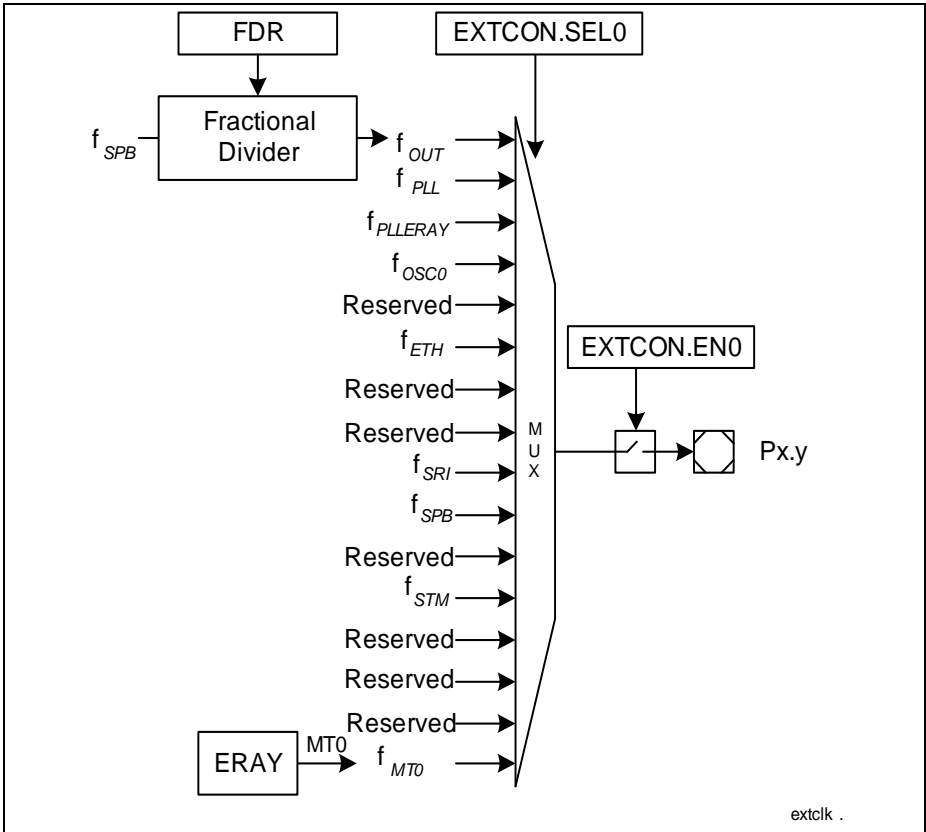 FDR
EXTCON.SEL0
Fractional
Divider
f SPB
f OUT
f PLL
f PLLERAY
f OSC0
Reserved
f ETH
EXTCON.EN0
Reserved
Reserved
M
U
X
Px.y
f SRI
f SPB
Reserved
f STM
Reserved
Reserved
Reserved
ERAY
MT0
f MT0
extclk .